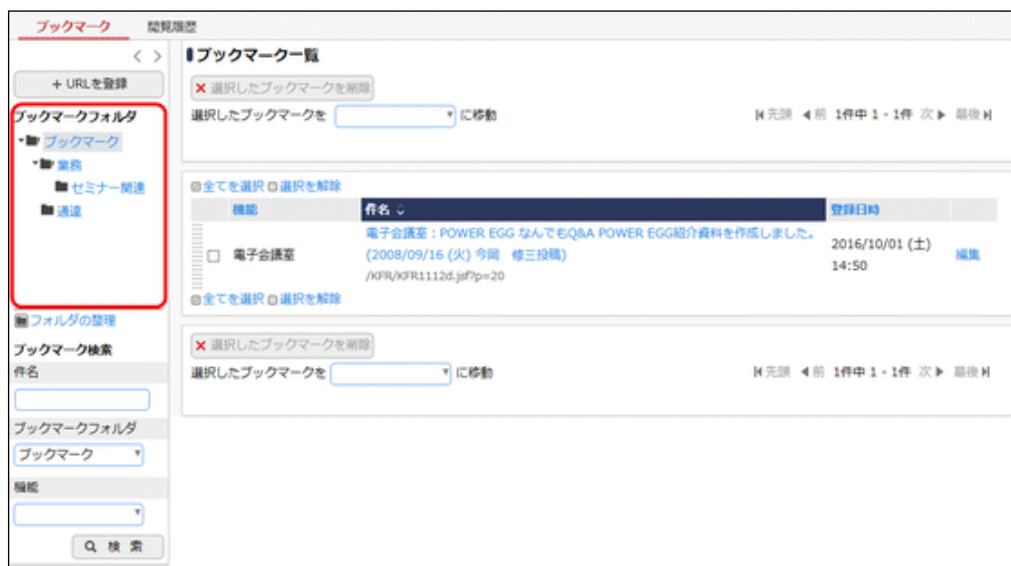 ブックマーク 閲覧履歴
< >
+ URLを登録
ブックマークフォルダ
ブックマーク
業務
セミナー関連
通達
フォルダの整理
ブックマーク検索
件名
ブックマークフォルダ
ブックマーク
機能
検 索
ブックマーク一覧
選択したブックマークを削除
選択したブックマークを に移動 先頭 前 1件中 1 - 1件 次 最後
全てを選択 選択を解除
機能 件名 登録日時
電子会議室 電子会議室：POWER EGG なんでもQ&A POWER EGG紹介資料を作成しました。
(2008/09/16 (火) 今岡 修三投稿)
/KFR/KFR1112d.jsf?p=20
2016/10/01 (土)
14:50
編集
全てを選択 選択を解除
選択したブックマークを削除
選択したブックマークを に移動 先頭 前 1件中 1 - 1件 次 最後